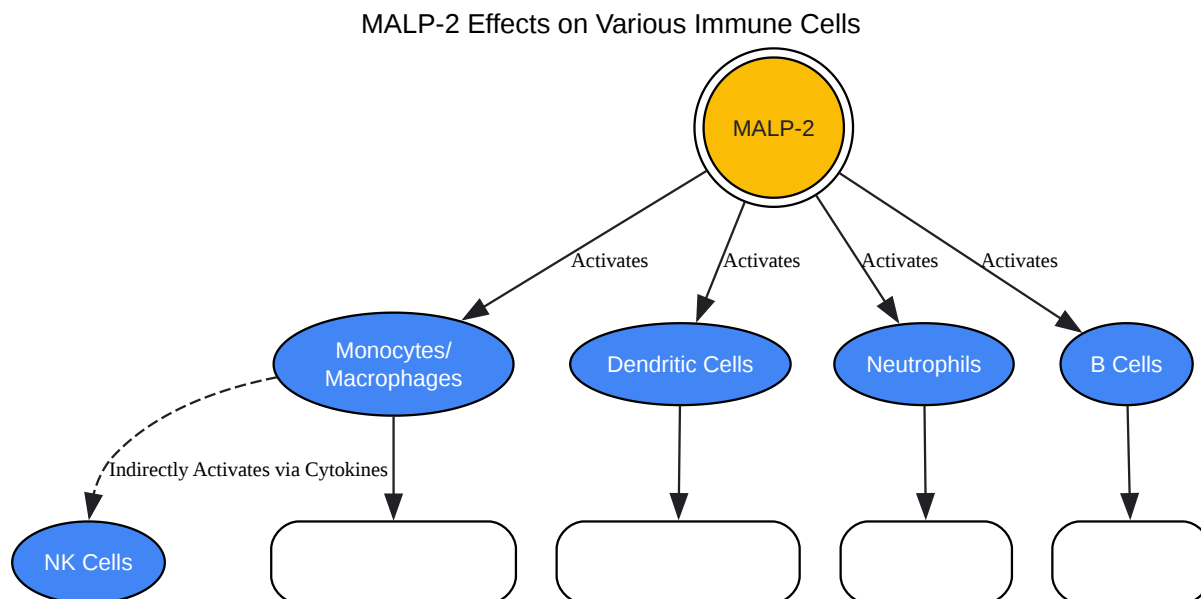 MALP-2 Effects on Various Immune Cells
MALP-2
Activates
Activates
Activates
Activates
Monocytes/
Macrophages
Dendritic Cells
Neutrophils
B Cells
Indirectly Activates via Cytokines
NK Cells